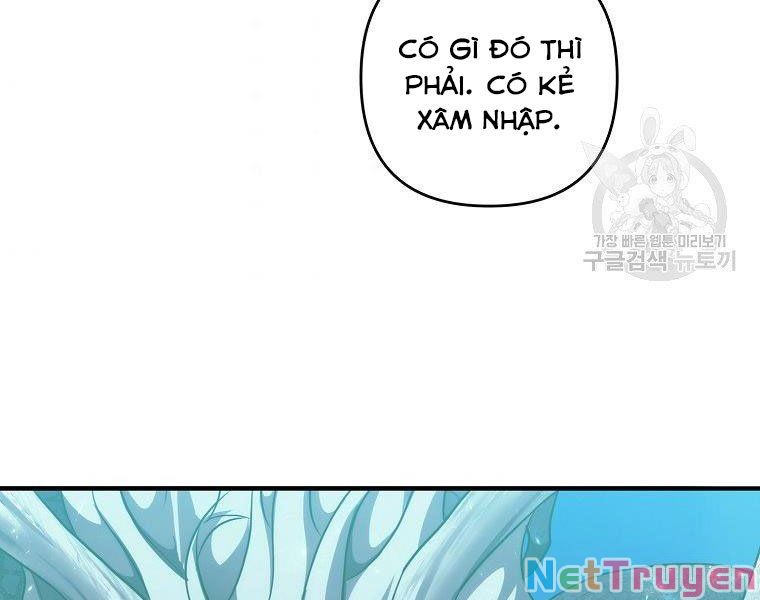 CÓ GÌ ĐÓ THÌ
PHẢI. CÓ KẺ
XÂM NHẬP.
가장 빠른 웹툰 미리보기
구글검색 뉴토끼
NetTruyen